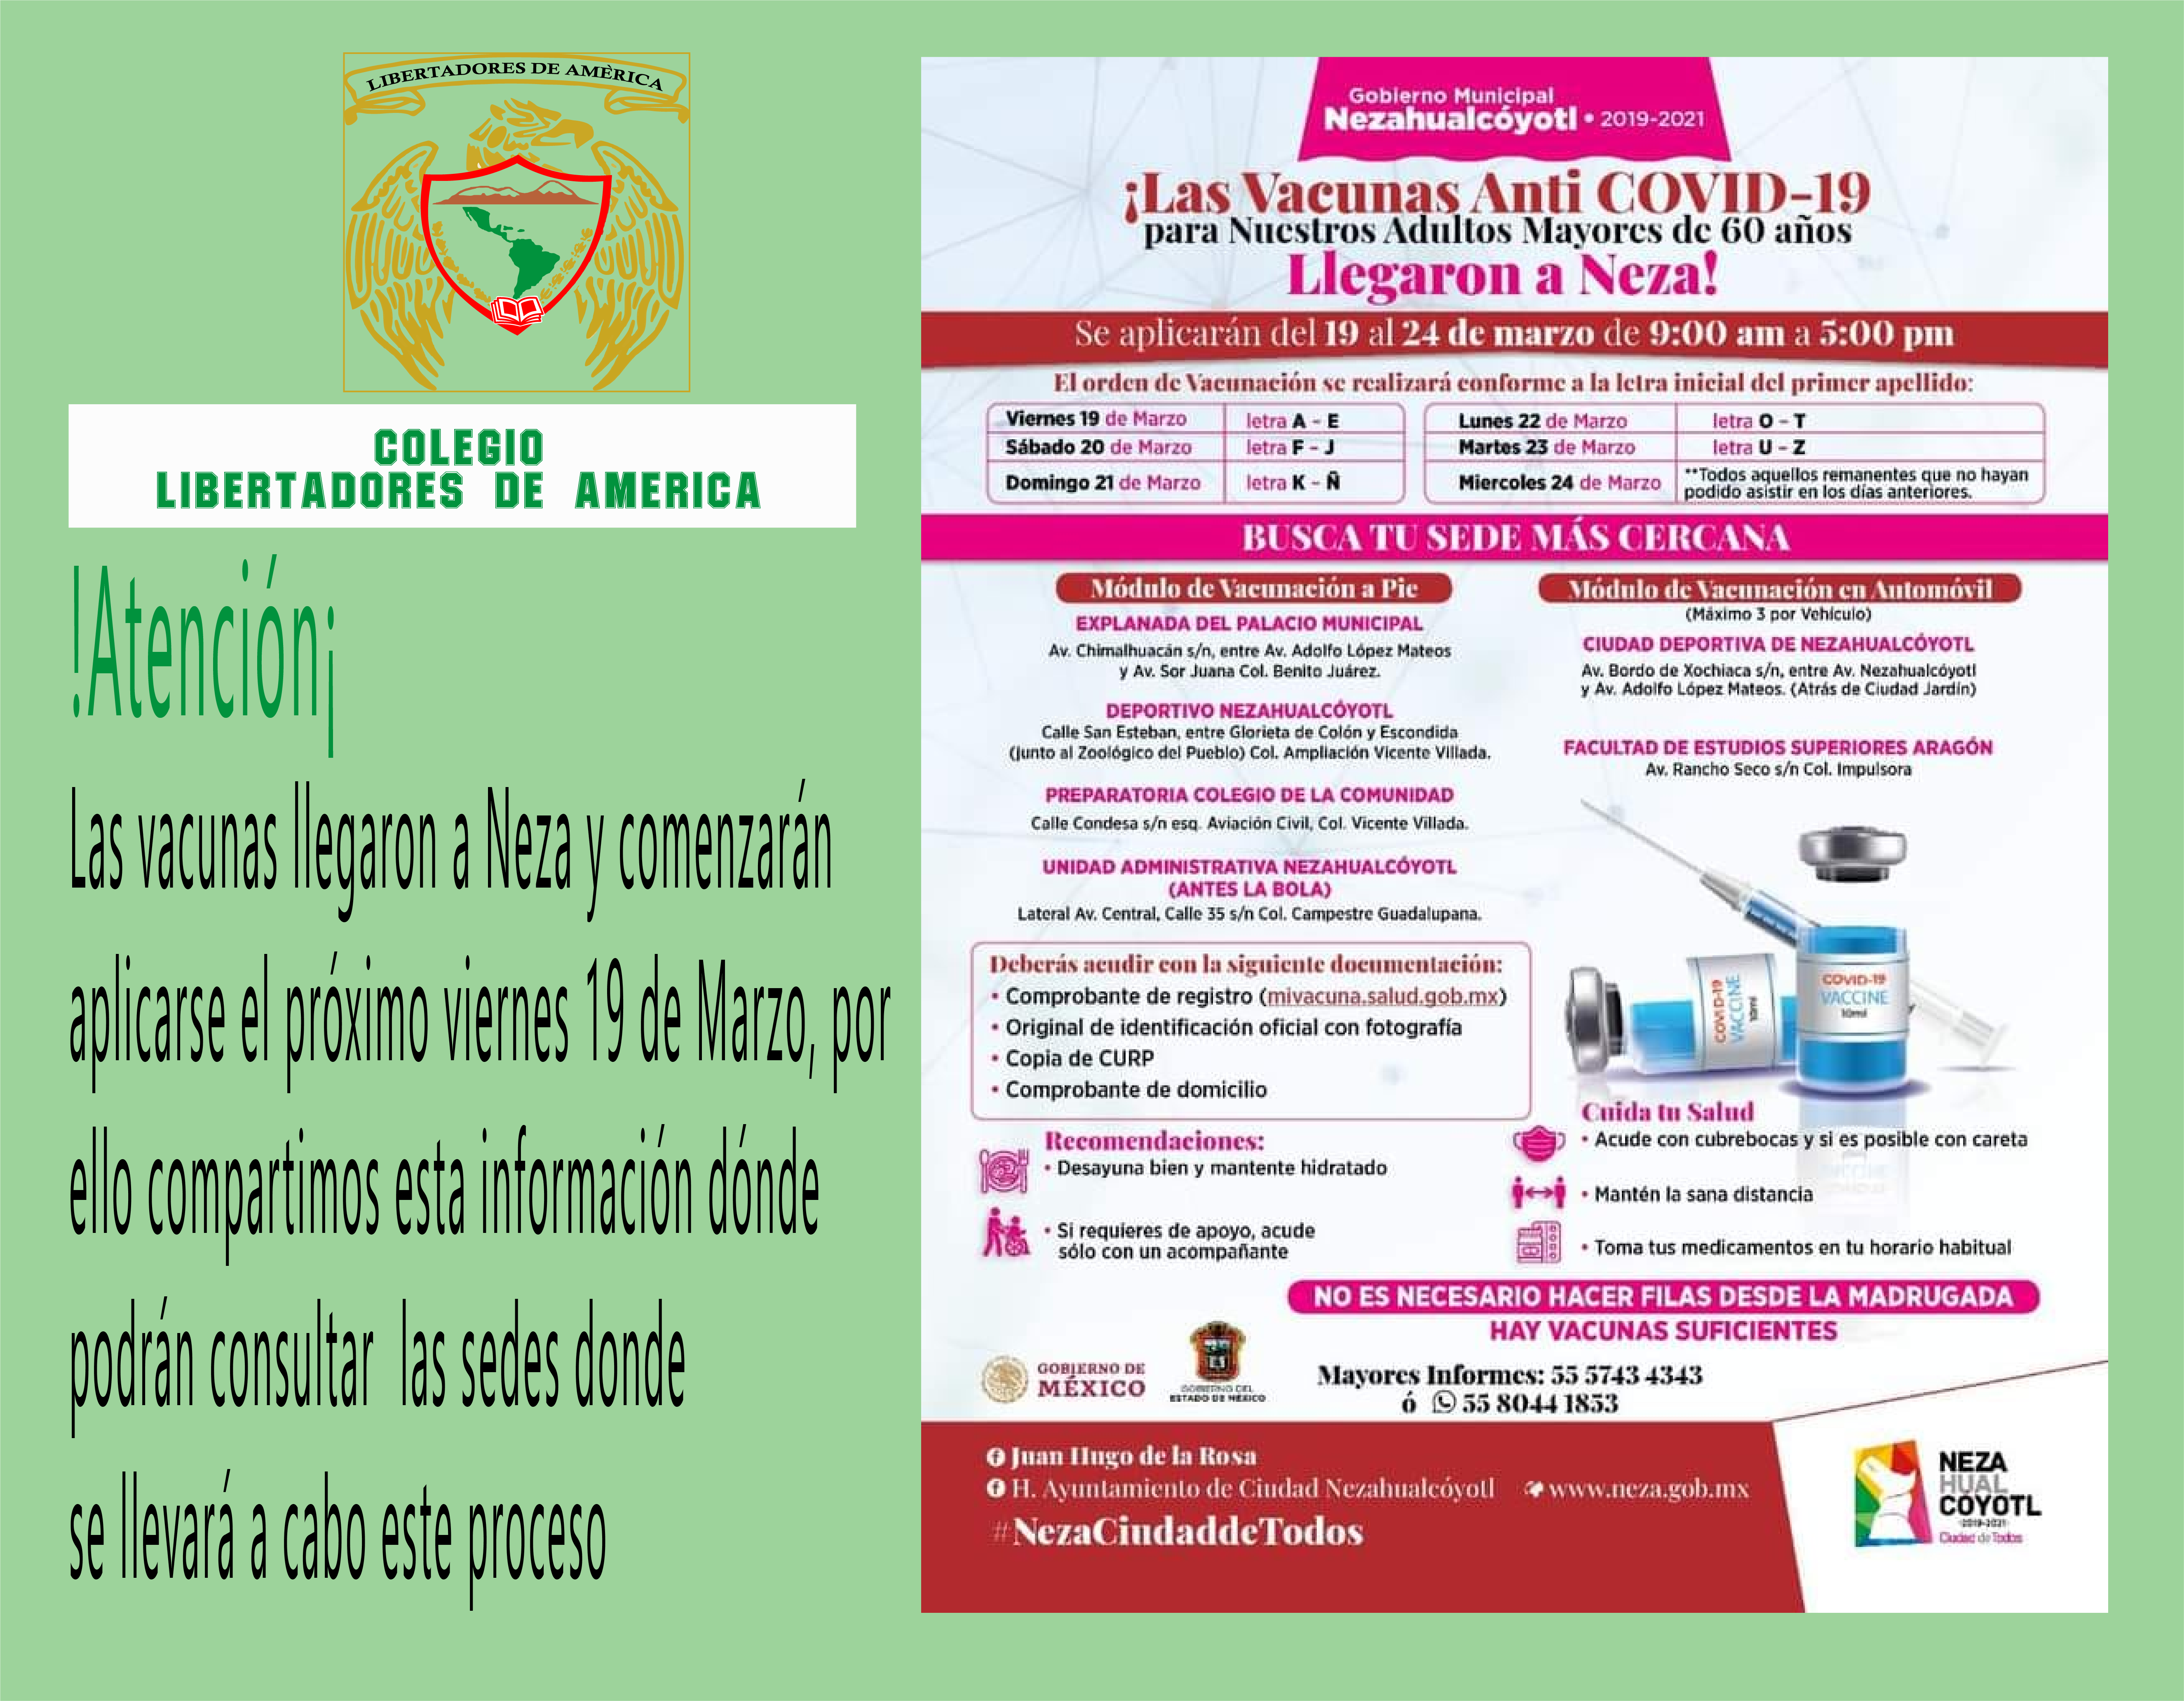 LIBERTADORES DE AMÈRICA
COLEGIO
LIBERTADORES DE AMERICA
!Atención¡
Las vacunas llegaron a Neza y comenzarán
aplicarse el próximo viernes 19 de Marzo, por
ello compartimos esta información dónde
podrán consultar las sedes donde
se llevará a cabo este proceso
Gobierno Municipal
Nezahualcóyotl • 2019-2021
¡Las Vacunas Anti COVID-19
para Nuestros Adultos Mayores de 60 años
Llegaron a Neza!
Se aplicarán del 19 al 24 de marzo de 9:00 am a 5:00 pm
El orden de Vacunación se realizará conforme a la letra inicial del primer apellido:
Viernes 19 de Marzo letra A - E
Sábado 20 de Marzo letra F - J
Domingo 21 de Marzo letra K - Ñ
Lunes 22 de Marzo letra O - T
Martes 23 de Marzo letra U - Z
Miercoles 24 de Marzo **Todos aquellos remanentes que no hayan
podido asistir en los días anteriores.
BUSCA TU SEDE MÁS CERCANA
Módulo de Vacunación a Pie
EXPLANADA DEL PALACIO MUNICIPAL
Av. Chimalhuacán s/n, entre Av. Adolfo López Mateos
y Av. Sor Juana Col. Benito Juárez.
DEPORTIVO NEZAHUALCÓYOTL
Calle San Esteban, entre Glorieta de Colón y Escondida
(Junto al Zoológico del Pueblo) Col. Ampliación Vicente Villada.
PREPARATORIA COLEGIO DE LA COMUNIDAD
Calle Condesa s/n esq. Aviación Civil, Col. Vicente Villada.
UNIDAD ADMINISTRATIVA NEZAHUALCÓYOTL
(ANTES LA BOLA)
Lateral Av. Central, Calle 35 s/n Col. Campestre Guadalupana.
Módulo de Vacunación en Automóvil
(Máximo 3 por Vehículo)
CIUDAD DEPORTIVA DE NEZAHUALCÓYOTL
Av. Bordo de Xochiaca s/n, entre Av. Nezahualcóyotl
y Av. Adolfo López Mateos. (Atrás de Ciudad Jardín)
FACULTAD DE ESTUDIOS SUPERIORES ARAGÓN
Av. Rancho Seco s/n Col. Impulsora
COVID-19
VACCINE
10ml
COVID-19
VACCINE
10ml
Deberás acudir con la siguiente documentación:
• Comprobante de registro (mivacuna.salud.gob.mx)
• Original de identificación oficial con fotografía
• Copia de CURP
• Comprobante de domicilio
Recomendaciones:
• Desayuna bien y mantente hidratado
• Si requieres de apoyo, acude
sólo con un acompañante
Cuida tu Salud
• Acude con cubrebocas y si es posible con careta
• Mantén la sana distancia
• Toma tus medicamentos en tu horario habitual
NO ES NECESARIO HACER FILAS DESDE LA MADRUGADA
HAY VACUNAS SUFICIENTES
GOBIERNO DE
MÉXICO
GOBIERNO DEL
ESTADO DE MÉXICO
Mayores Informes: 55 5743 4343
ó 55 8044 1853
Juan Hugo de la Rosa
H. Ayuntamiento de Ciudad Nezahualcóyotl www.neza.gob.mx
#NezaCiudaddeTodos
NEZA
HUAL
COYOTL
2019-2021
Ciudad de Todos